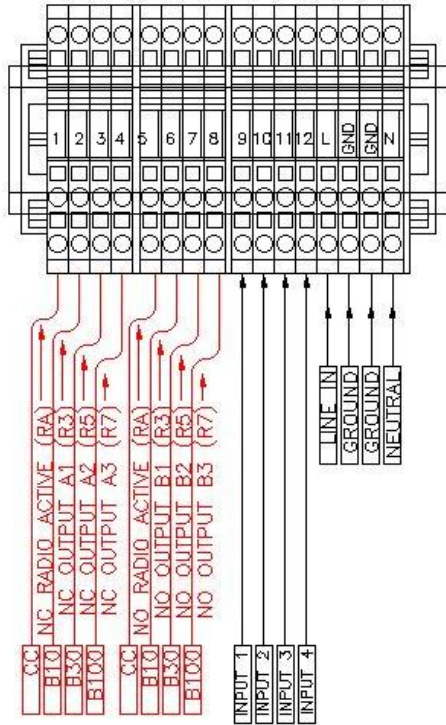 1 2 3 4 5 6 7 8 9 10 11 12 L GND GND N
NC RADIO ACTIVE (RA)
NC OUTPUT A1 (R3)
NC OUTPUT A2 (R5)
NC OUTPUT A3 (R7)
NO RADIO ACTIVE (RA)
NO OUTPUT B1 (R3)
NO OUTPUT B2 (R5)
NO OUTPUT B3 (R7)
CC
B10
B30
B100
CC
B10
B30
B100
INPUT 1
INPUT 2
INPUT 3
INPUT 4
LINE IN
GROUND
GROUND
NEUTRAL